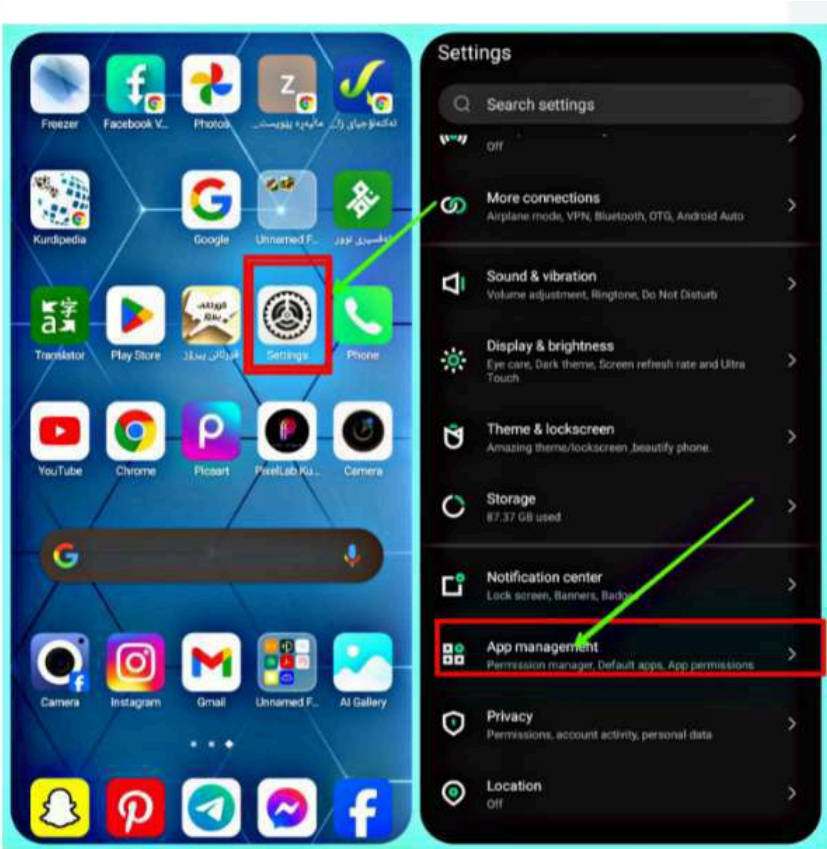 Freezer
Facebook V...
Photos
Kurdipedia
Google
Unnamed F...
Translator
Play Store
Settings
Phone
YouTube
Chrome
Picsart
PixelLab Ku...
Camera
Camera
Instagram
Gmail
Unnamed F...
AI Gallery
Settings
Search settings
Off
More connections
Airplane mode, VPN, Bluetooth, OTG, Android Auto
Sound & vibration
Volume adjustment, Ringtone, Do Not Disturb
Display & brightness
Eye care, Dark theme, Screen refresh rate and Ultra
Touch
Theme & lockscreen
Amazing theme/lockscreen ,beautify phone.
Storage
87.37 GB used
Notification center
Lock screen, Banners, Badge
App management
Permission manager, Default apps, App permissions
Privacy
Permissions, account activity, personal data
Location
Off